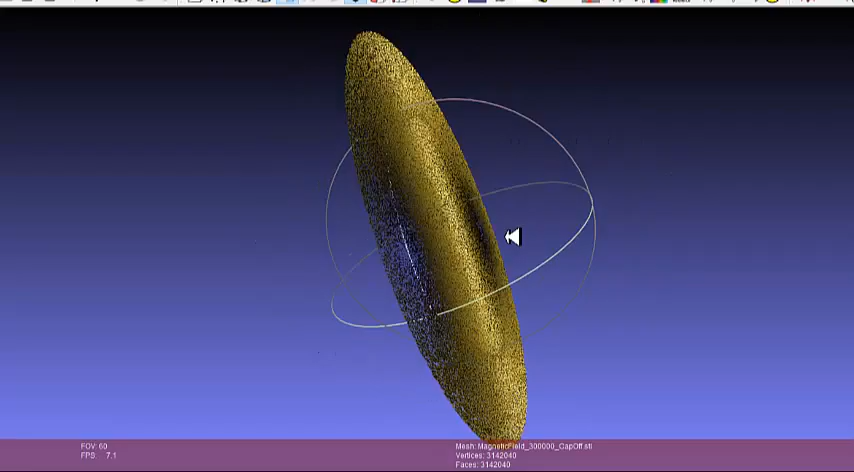 FOV: 60
FPS: 7.1
Mesh: MagneticField_300000_CapOff.stl
Vertices: 3142040
Faces: 3142040